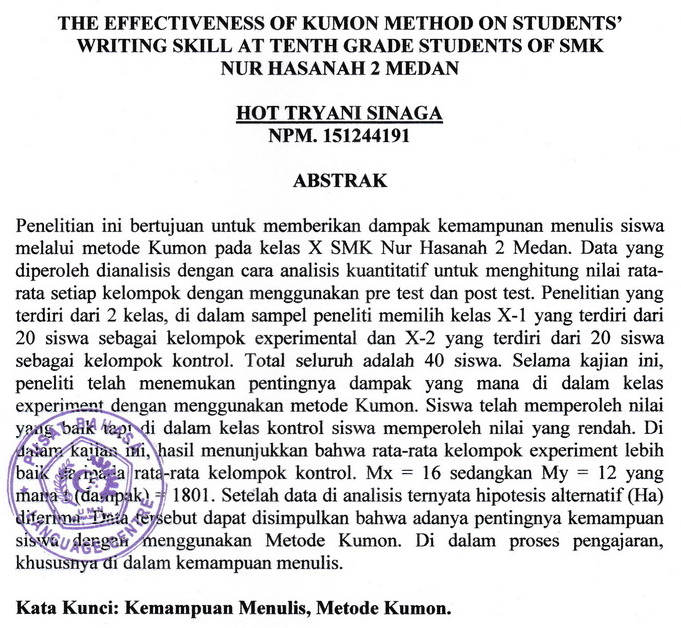 THE EFFECTIVENESS OF KUMON METHOD ON STUDENTS’
WRITING SKILL AT TENTH GRADE STUDENTS OF SMK
NUR HASANAH 2 MEDAN
HOT TRYANI SINAGA
NPM. 151244191
ABSTRAK
Penelitian ini bertujuan untuk memberikan dampak kemampunan menulis siswa
melalui metode Kumon pada kelas X SMK Nur Hasanah 2 Medan. Data yang
diperoleh dianalisis dengan cara analisis kuantitatif untuk menghitung nilai rata-
rata setiap kelompok dengan menggunakan pre test dan post test. Penelitian yang
terdiri dari 2 kelas, di dalam sampel peneliti memilih kelas X-1 yang terdiri dari
20 siswa sebagai kelompok experimental dan X-2 yang terdiri dari 20 siswa
sebagai kelompok kontrol. Total seluruh adalah 40 siswa. Selama kajian ini,
peneliti telah menemukan pentingnya dampak yang mana di dalam kelas
experiment dengan menggunakan metode Kumon. Siswa telah memperoleh nilai
yang baik tapi di dalam kelas kontrol siswa memperoleh nilai yang rendah. Di
dalam kajian ini, hasil menunjukkan bahwa rata-rata kelompok experiment lebih
baik daripada rata-rata kelompok kontrol. Mx = 16 sedangkan My = 12 yang
mana t (dampak) = 1801. Setelah data di analisis ternyata hipotesis alternatif (Ha)
diterima. Data tersebut dapat disimpulkan bahwa adanya pentingnya kemampuan
siswa dengan menggunakan Metode Kumon. Di dalam proses pengajaran,
khususnya di dalam kemampuan menulis.
Kata Kunci: Kemampuan Menulis, Metode Kumon.
PUSAT BAHASA
UMN
LANGUAGE CENTRE